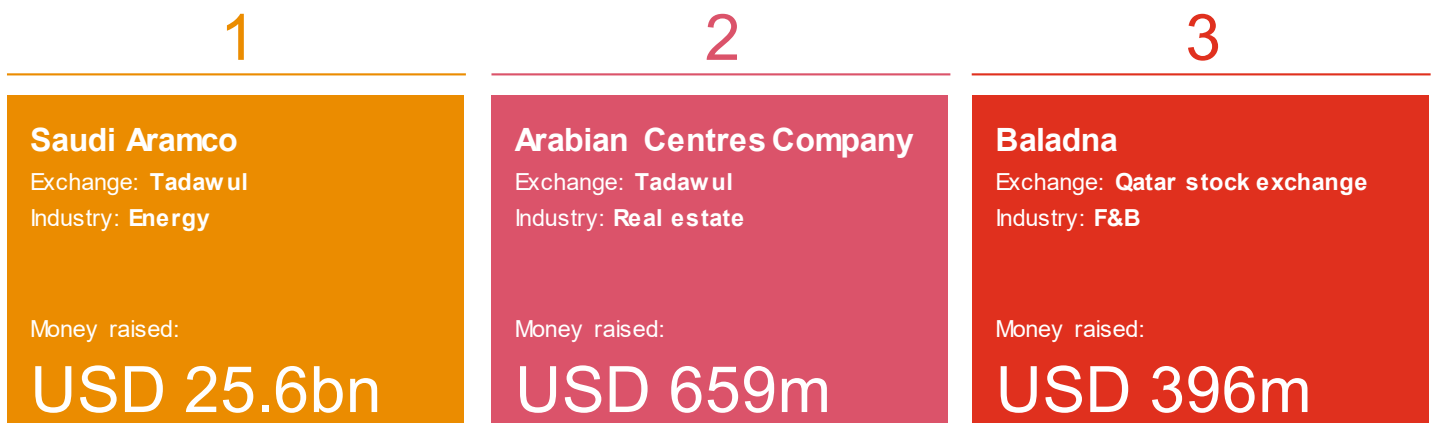 1
Saudi Aramco
Exchange: Tadawul
Industry: Energy
Money raised:
USD 25.6bn
2
Arabian Centres Company
Exchange: Tadawul
Industry: Real estate
Money raised:
USD 659m
3
Baladna
Exchange: Qatar stock exchange
Industry: F&B
Money raised:
USD 396m